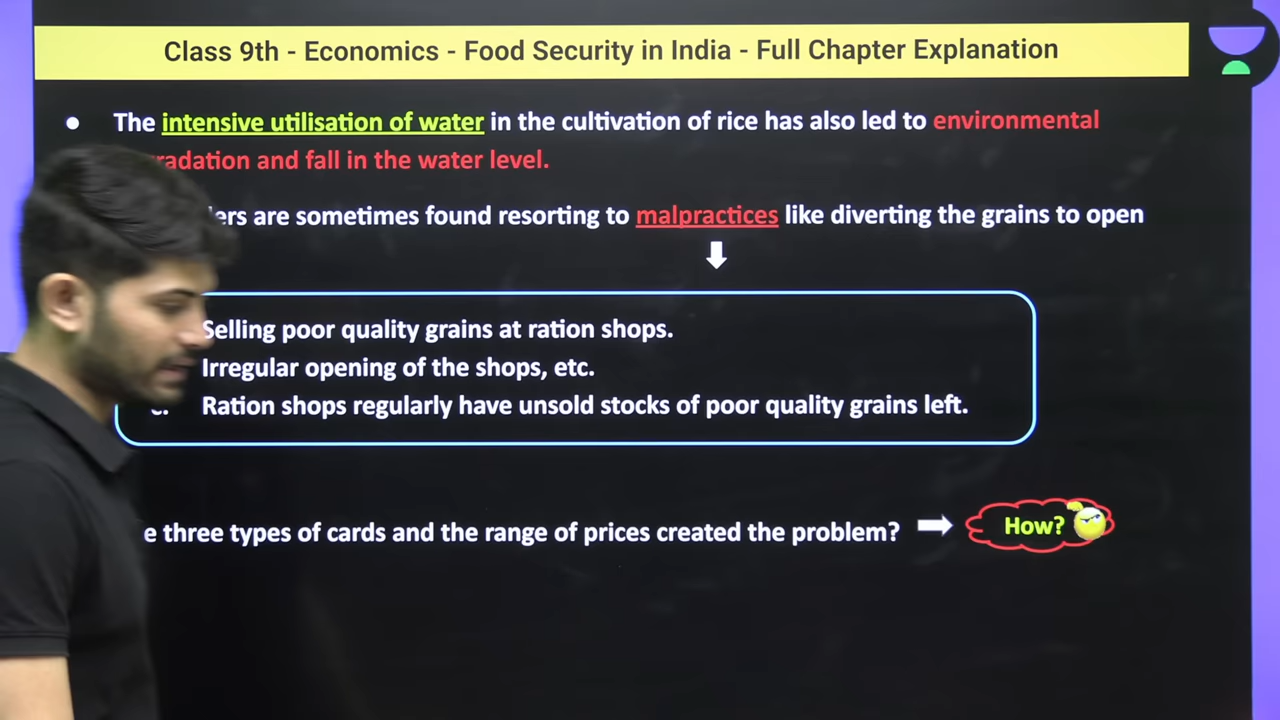 Class 9th - Economics - Food Security in India - Full Chapter Explanation
The intensive utilisation of water in the cultivation of rice has also led to environmental
and fall in the water level.
are sometimes found resorting to malpractices like diverting the grains to open
Selling poor quality grains at ration shops.
Irregular opening of the shops, etc.
c. Ration shops regularly have unsold stocks of poor quality grains left.
three types of cards and the range of prices created the problem? How?